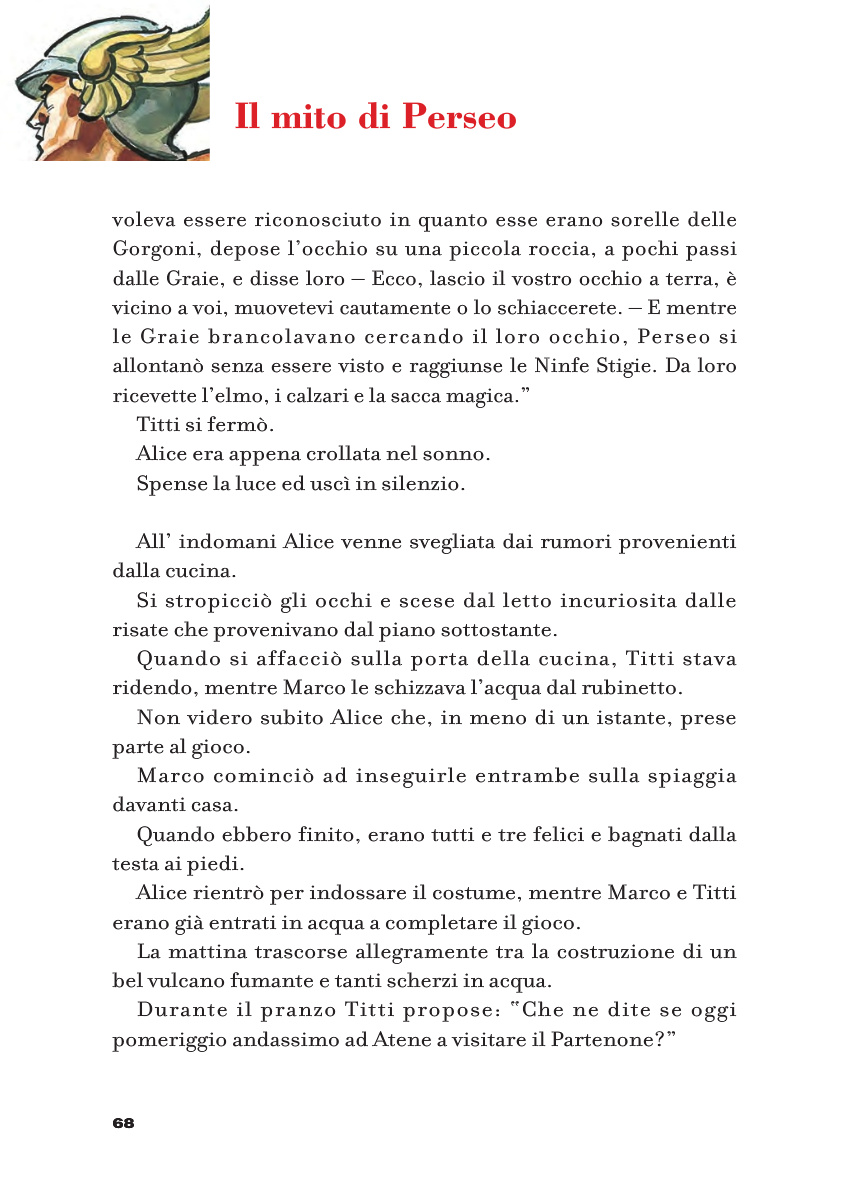 Il mito di Perseo
voleva essere riconosciuto in quanto esse erano sorelle delle
Gorgoni, depose l’occhio su una piccola roccia, a pochi passi
dalle Graie, e disse loro – Ecco, lascio il vostro occhio a terra, è
vicino a voi, muovetevi cautamente o lo schiaccerete. – E mentre
le Graie brancolavano cercando il loro occhio, Perseo si
allontanò senza essere visto e raggiunse le Ninfe Stigie. Da loro
ricevette l’elmo, i calzari e la sacca magica.”
Titti si fermò.
Alice era appena crollata nel sonno.
Spense la luce ed uscì in silenzio.
All’ indomani Alice venne svegliata dai rumori provenienti
dalla cucina.
Si stropicciò gli occhi e scese dal letto incuriosita dalle
risate che provenivano dal piano sottostante.
Quando si affacciò sulla porta della cucina, Titti stava
ridendo, mentre Marco le schizzava l’acqua dal rubinetto.
Non videro subito Alice che, in meno di un istante, prese
parte al gioco.
Marco cominciò ad inseguirle entrambe sulla spiaggia
davanti casa.
Quando ebbero finito, erano tutti e tre felici e bagnati dalla
testa ai piedi.
Alice rientrò per indossare il costume, mentre Marco e Titti
erano già entrati in acqua a completare il gioco.
La mattina trascorse allegramente tra la costruzione di un
bel vulcano fumante e tanti scherzi in acqua.
Durante il pranzo Titti propose: “Che ne dite se oggi
pomeriggio andassimo ad Atene a visitare il Partenone?”
68